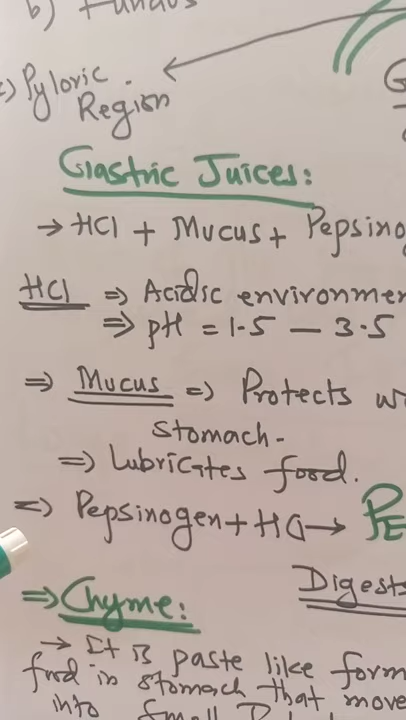 b) Fundus
c) Pyloric
Region
G
Gastric Juices:
→ HCl + Mucus + Pepsino
HCl ⇒ Acidic environmen
⇒ pH = 1.5 — 3.5
⇒ Mucus ⇒ Protects w
Stomach-
⇒ Lubricates food.
⇒ Pepsinogen + HCl → PE
Digests
⇒ Chyme:
→ It is paste like form
food in stomach that move
into Small